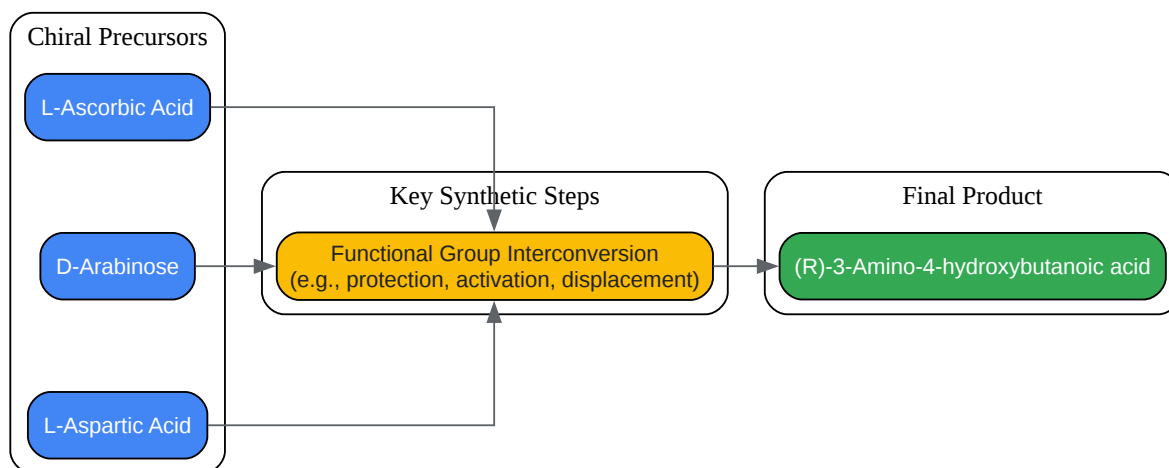 Chiral Precursors
L-Ascorbic Acid
D-Arabinose
L-Aspartic Acid
Key Synthetic Steps
Functional Group Interconversion
(e.g., protection, activation, displacement)
Final Product
(R)-3-Amino-4-hydroxybutanoic acid